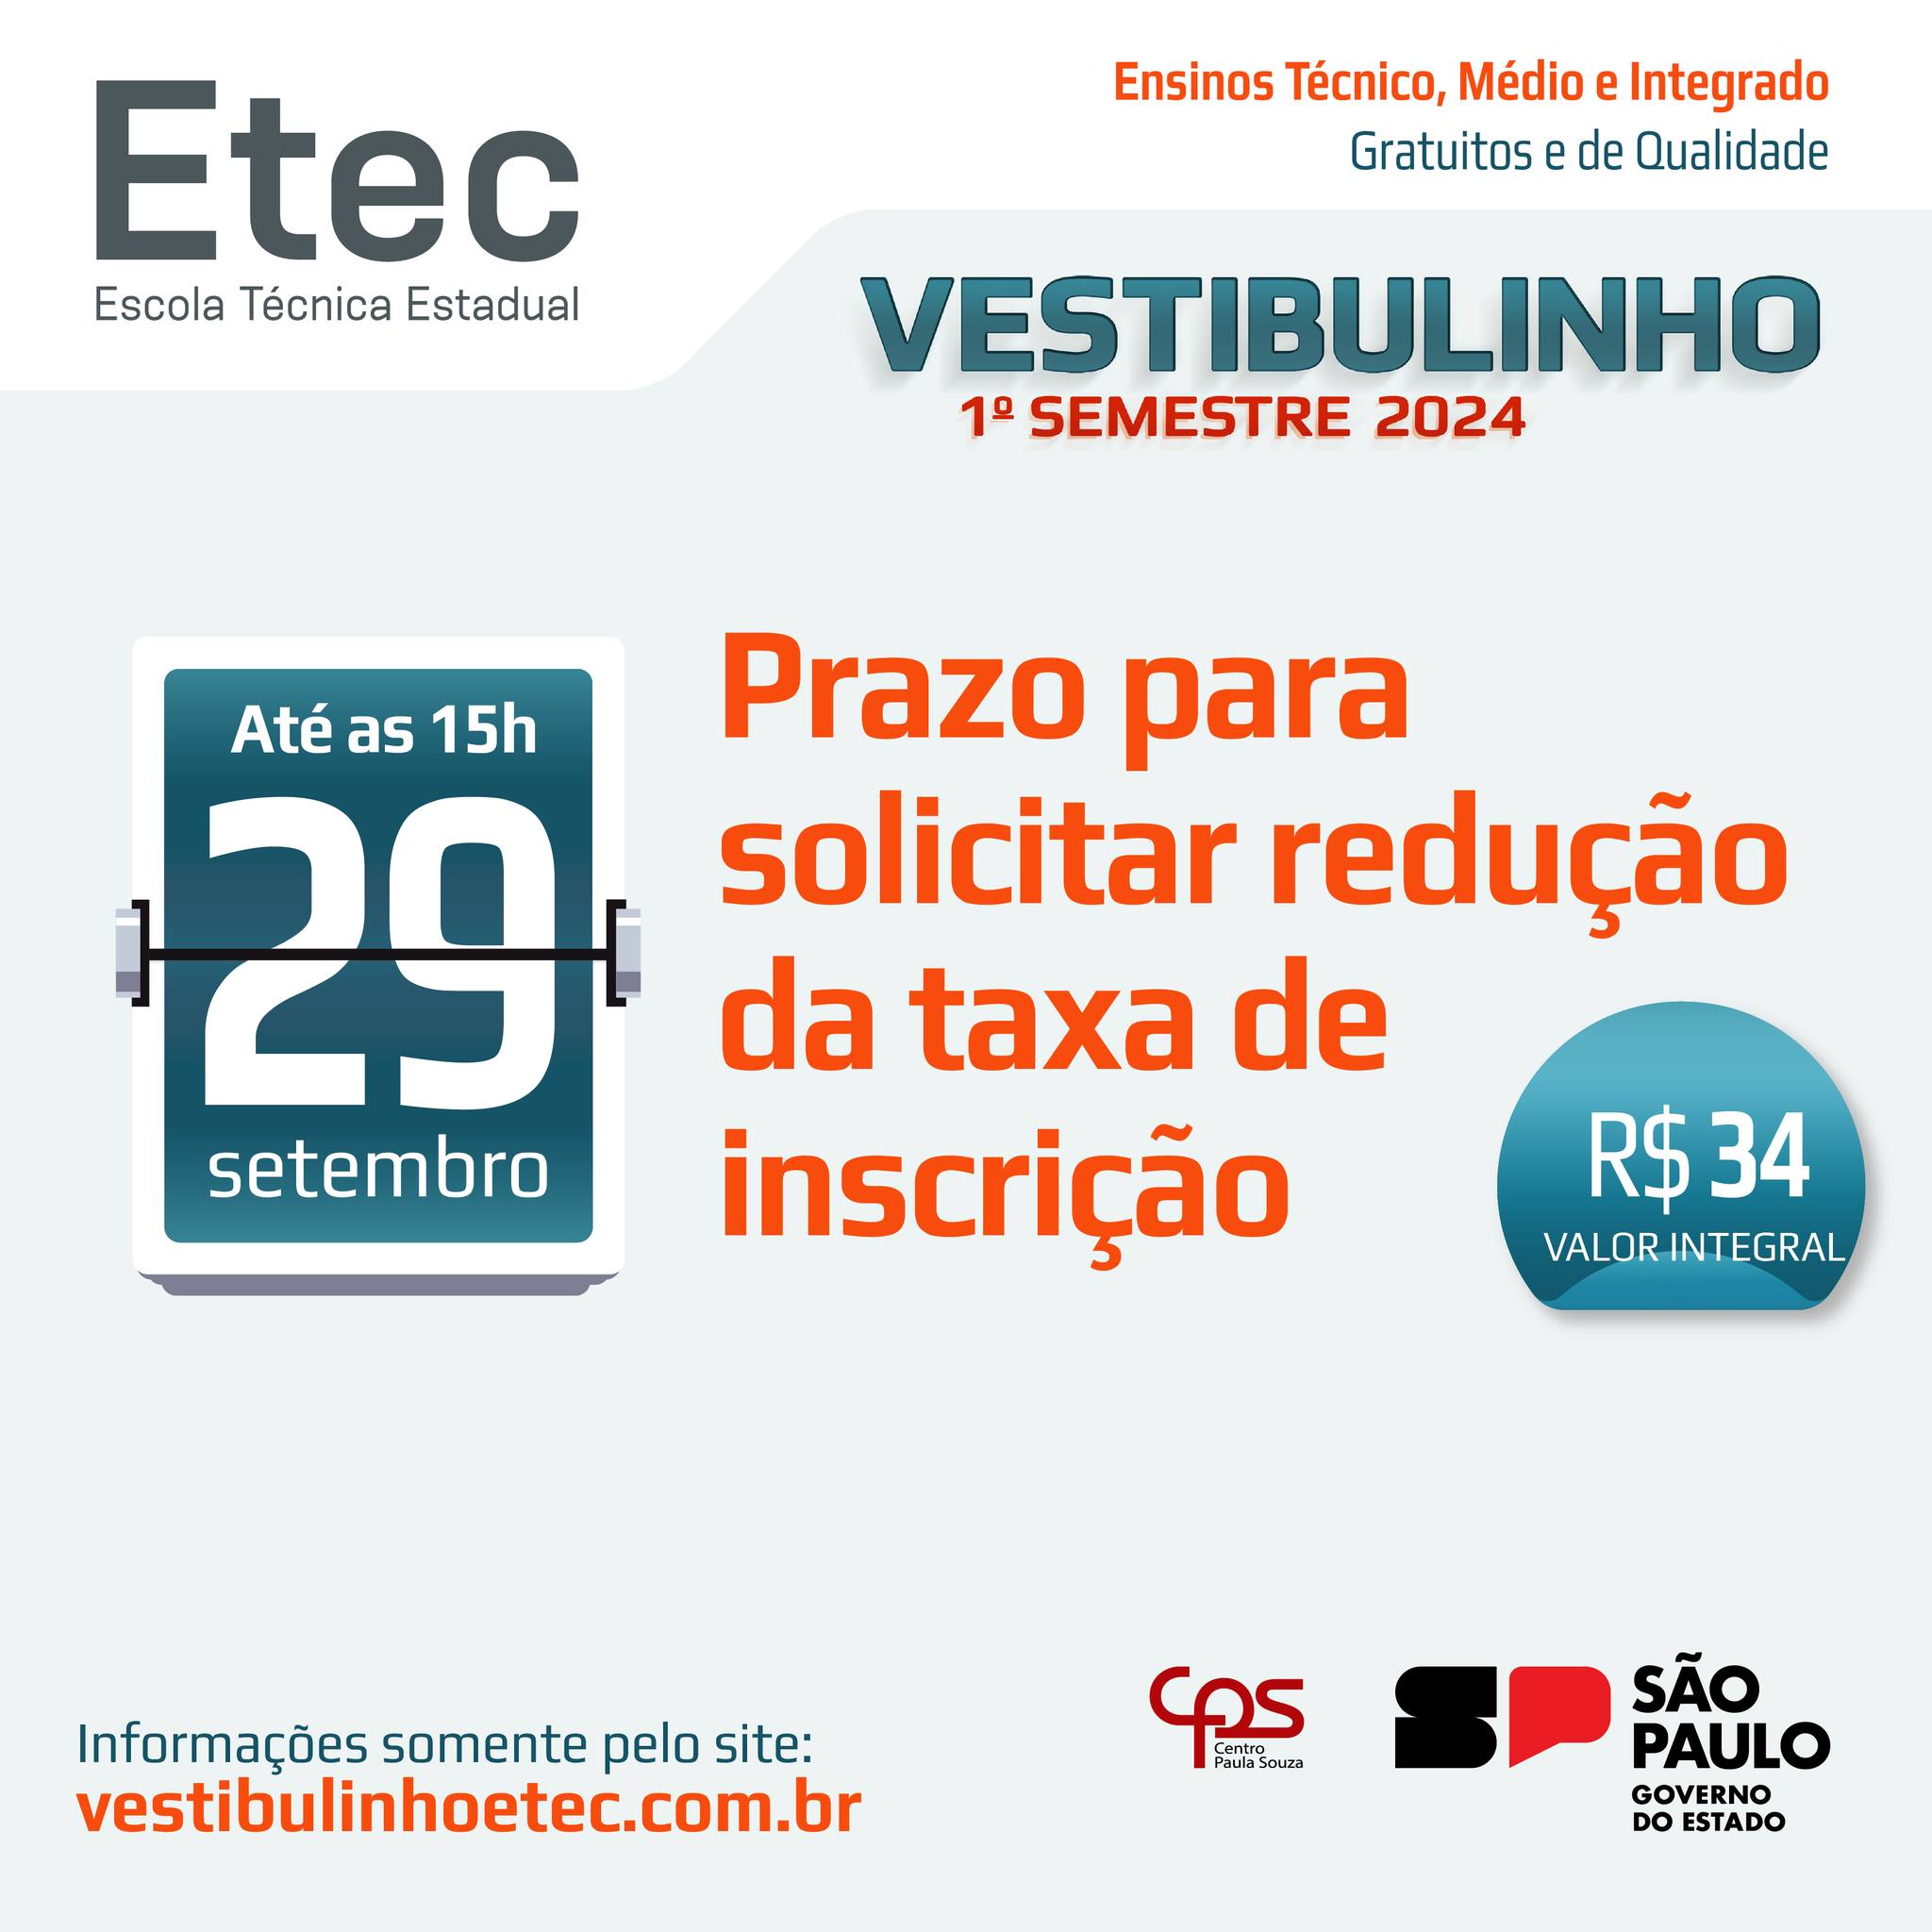 Etec
Escola Técnica Estadual
Ensinos Técnico, Médio e Integrado
Gratuitos e de Qualidade
VESTIBULINHO
1º SEMESTRE 2024
Até as 15h
29
setembro
Prazo para
solicitar redução
da taxa de
inscrição
R$ 34
VALOR INTEGRAL
Informações somente pelo site:
vestibulinhoetec.com.br
cps
Centro
Paula Souza
SP
SÃO
PAULO
GOVERNO
DO ESTADO